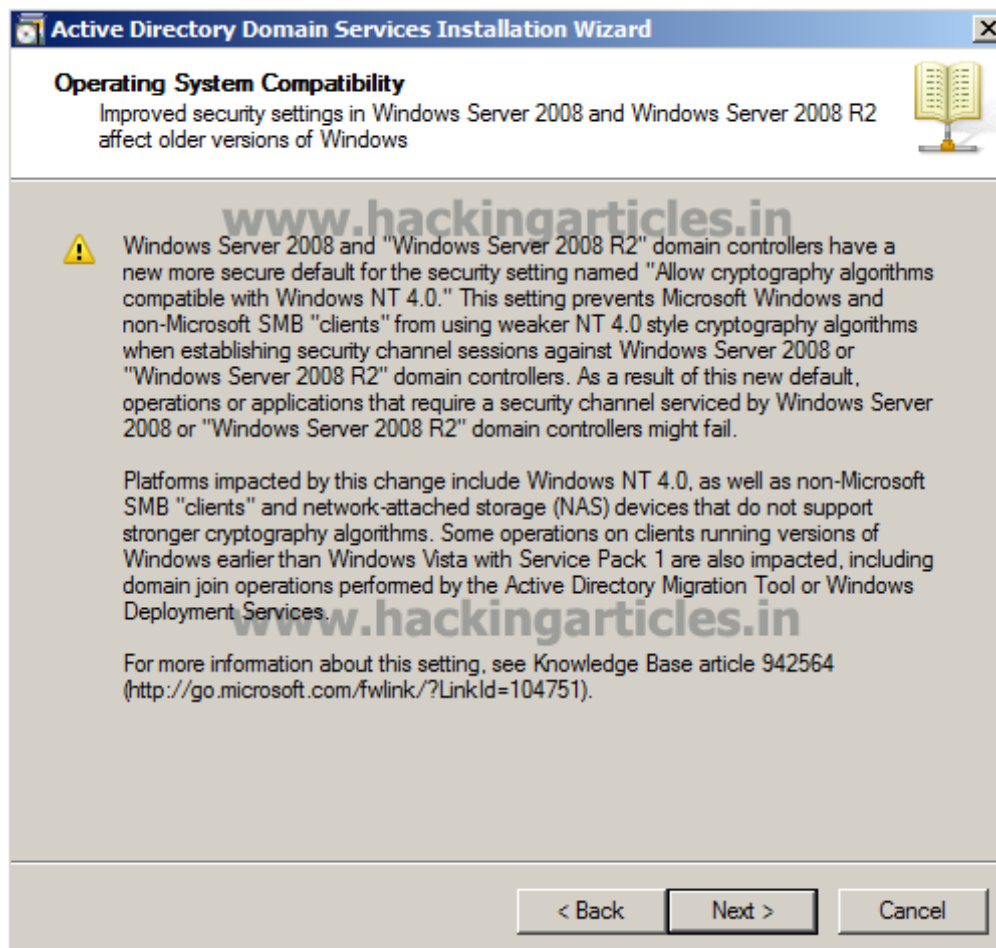 Active Directory Domain Services Installation Wizard
Operating System Compatibility
Improved security settings in Windows Server 2008 and Windows Server 2008 R2
affect older versions of Windows
www.hackingarticles.in
Windows Server 2008 and "Windows Server 2008 R2" domain controllers have a
new more secure default for the security setting named "Allow cryptography algorithms
compatible with Windows NT 4.0." This setting prevents Microsoft Windows and
non-Microsoft SMB "clients" from using weaker NT 4.0 style cryptography algorithms
when establishing security channel sessions against Windows Server 2008 or
"Windows Server 2008 R2" domain controllers. As a result of this new default,
operations or applications that require a security channel serviced by Windows Server
2008 or "Windows Server 2008 R2" domain controllers might fail.
Platforms impacted by this change include Windows NT 4.0, as well as non-Microsoft
SMB "clients" and network-attached storage (NAS) devices that do not support
stronger cryptography algorithms. Some operations on clients running versions of
Windows earlier than Windows Vista with Service Pack 1 are also impacted, including
domain join operations performed by the Active Directory Migration Tool or Windows
Deployment Services.
www.hackingarticles.in
For more information about this setting, see Knowledge Base article 942564
(http://go.microsoft.com/fwlink/?LinkId=104751).
< Back Next > Cancel